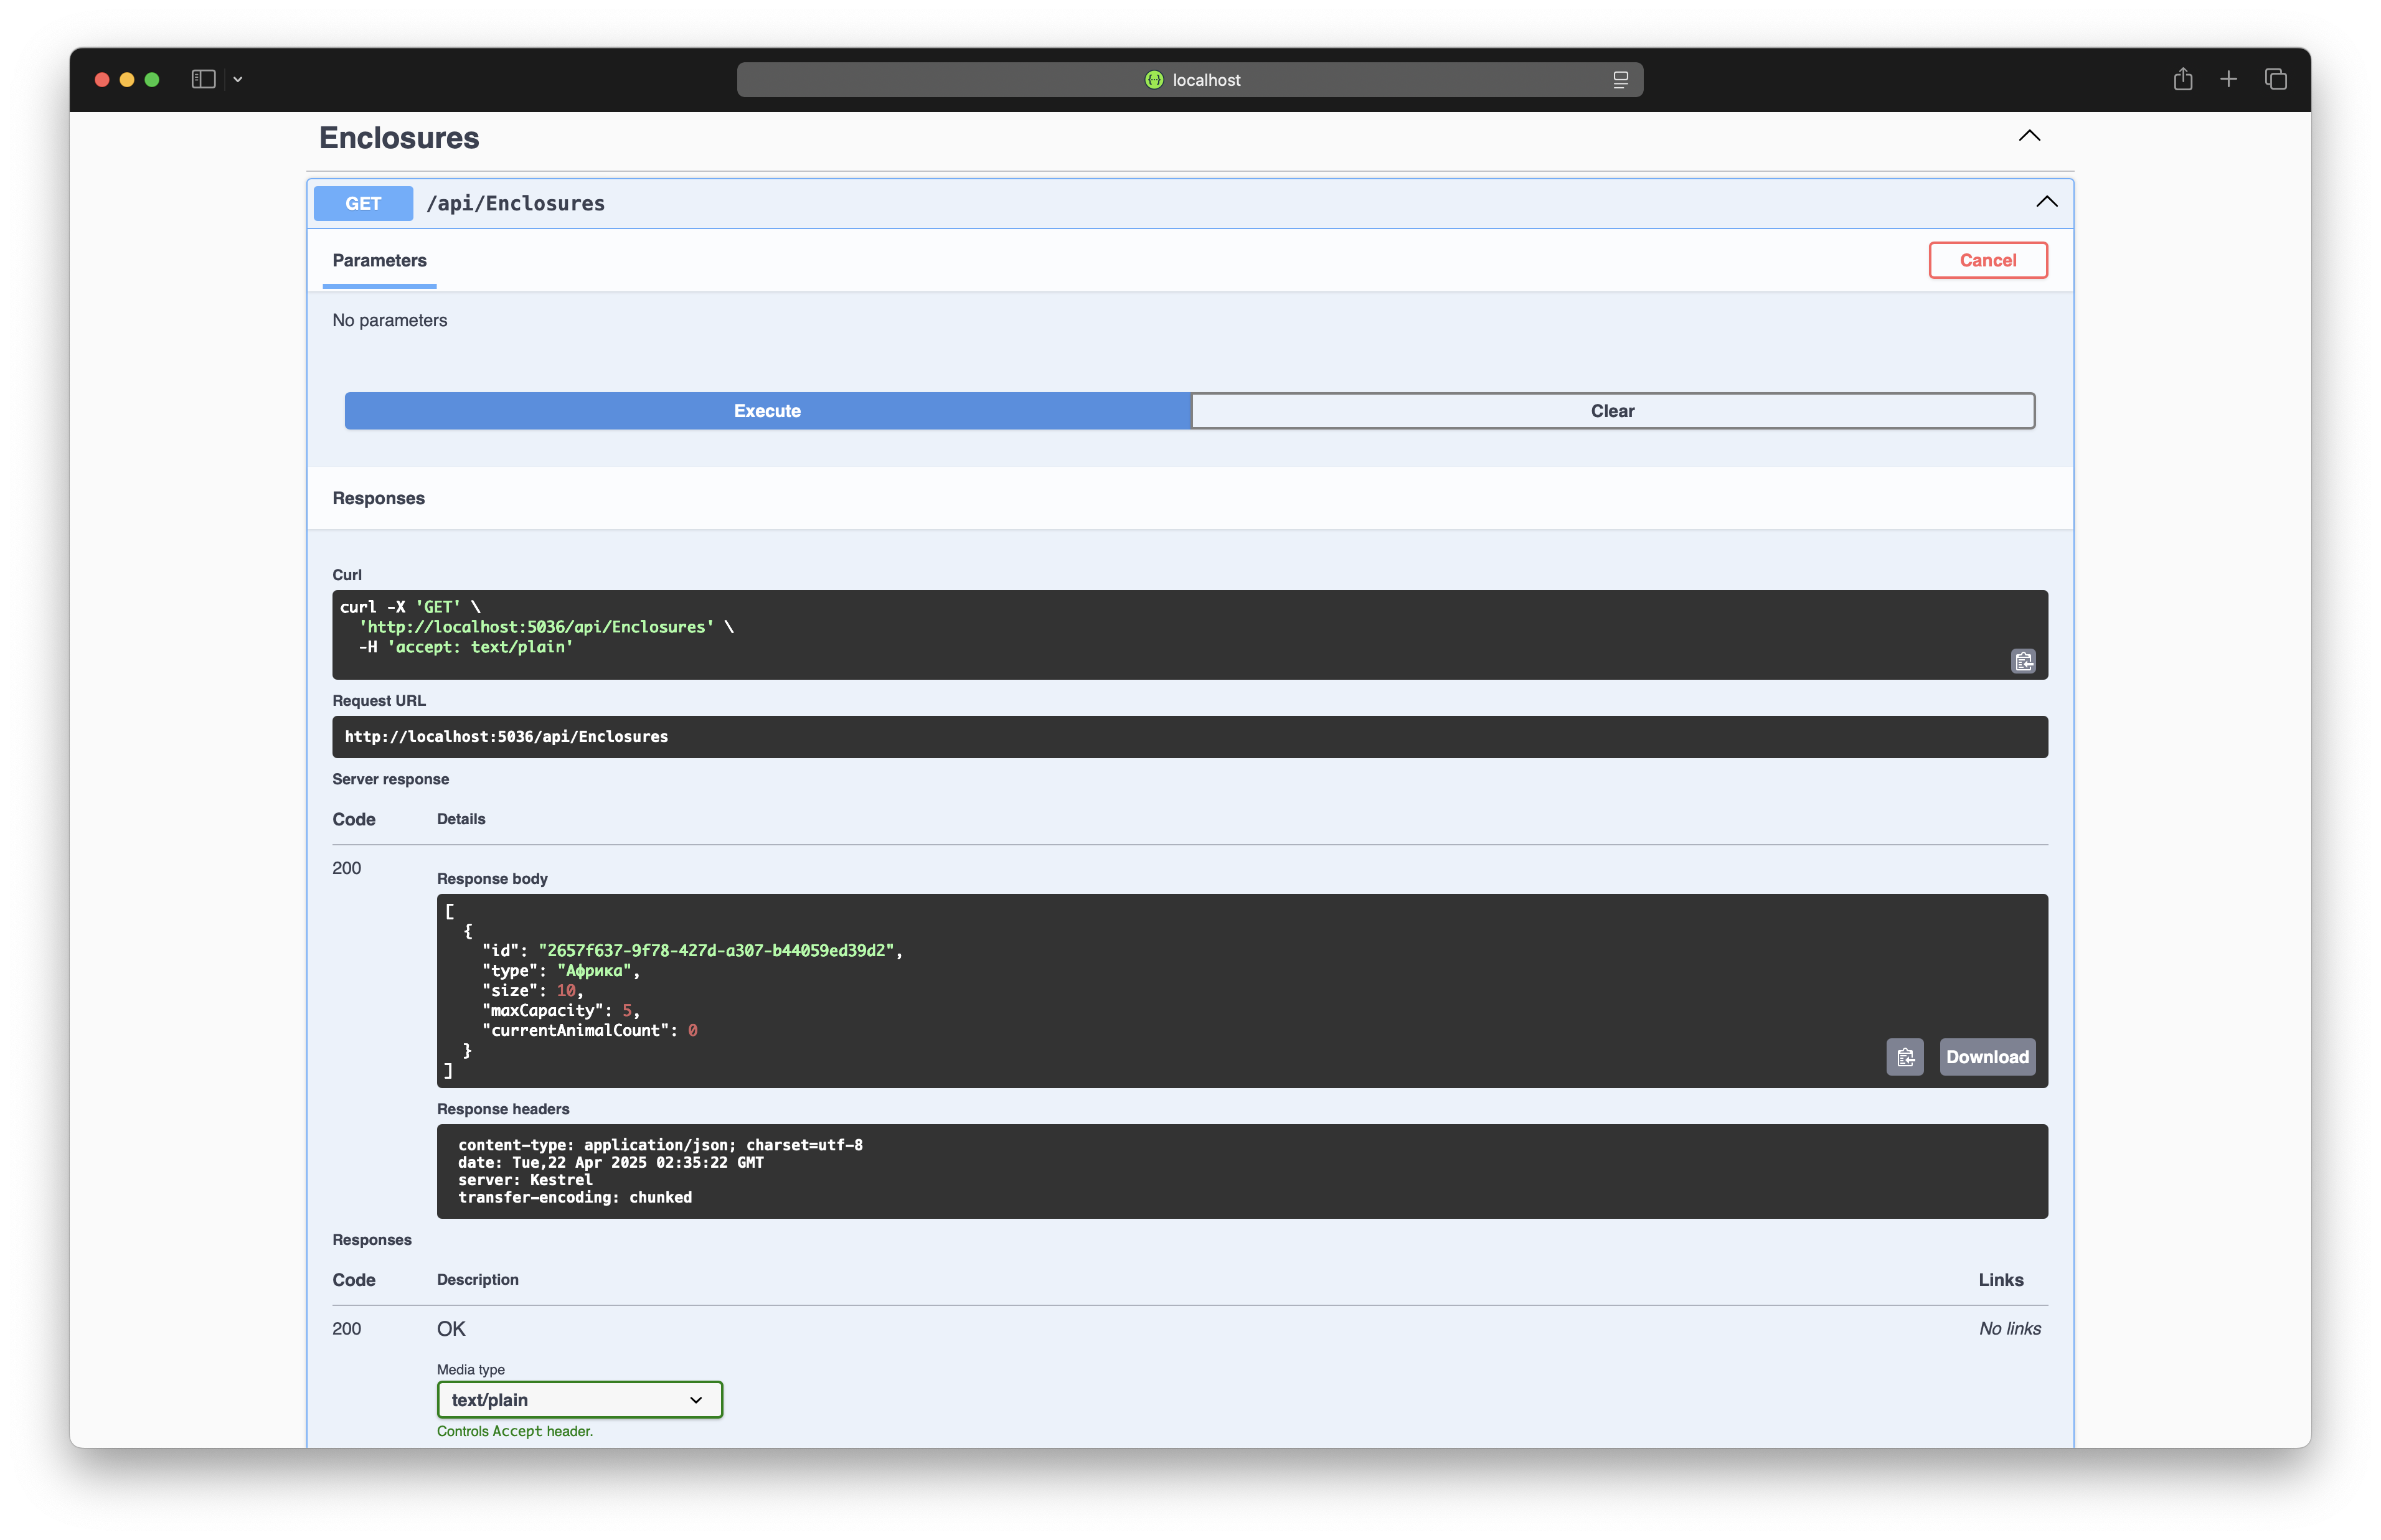 localhost
Enclosures
GET /api/Enclosures
Parameters
Cancel
No parameters
Execute
Clear
Responses
Curl
curl -X 'GET' \
  'http://localhost:5036/api/Enclosures' \
  -H 'accept: text/plain'
Request URL
http://localhost:5036/api/Enclosures
Server response
Code Details
200
Response body
[
  {
    "id": "2657f637-9f78-427d-a307-b44059ed39d2",
    "type": "Африка",
    "size": 10,
    "maxCapacity": 5,
    "currentAnimalCount": 0
  }
]
Download
Response headers
content-type: application/json; charset=utf-8
date: Tue,22 Apr 2025 02:35:22 GMT
server: Kestrel
transfer-encoding: chunked
Responses
Code Description Links
200 OK No links
Media type
text/plain
Controls Accept header.